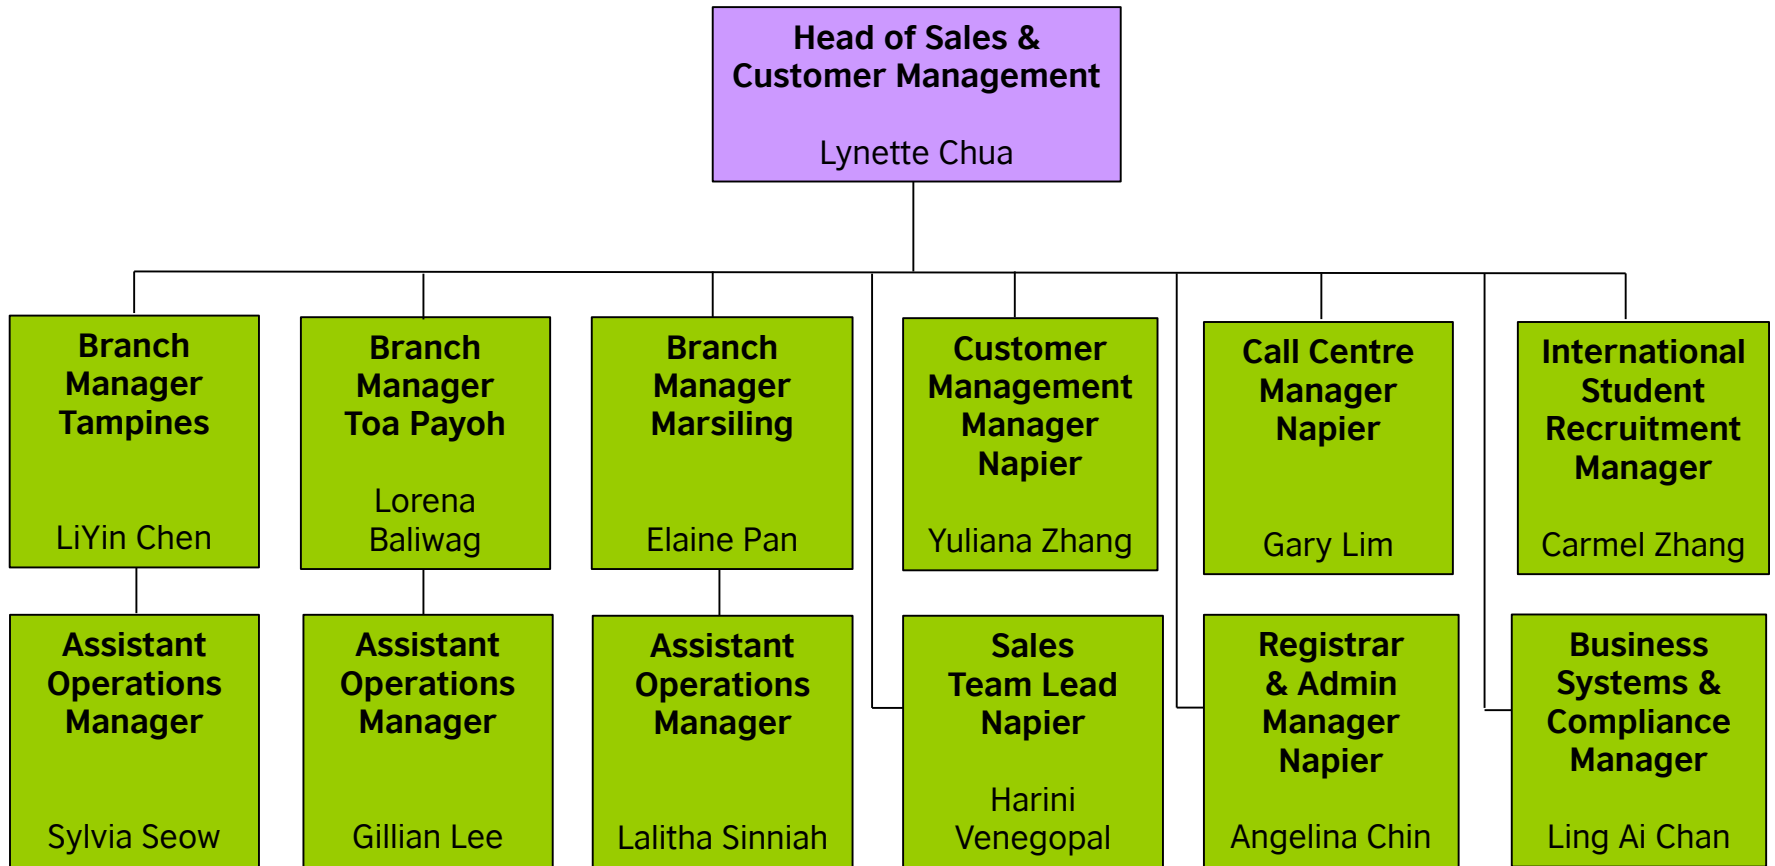 Head of Sales &
Customer Management
Lynette Chua
Branch
Manager
Tampines
LiYin Chen
Branch
Manager
Toa Payoh
Lorena
Baliwag
Branch
Manager
Marsiling
Elaine Pan
Customer
Management
Manager
Napier
Yuliana Zhang
Call Centre
Manager
Napier
Gary Lim
International
Student
Recruitment
Manager
Carmel Zhang
Assistant
Operations
Manager
Sylvia Seow
Assistant
Operations
Manager
Gillian Lee
Assistant
Operations
Manager
Lalitha Sinniah
Sales
Team Lead
Napier
Harini
Venegopal
Registrar
& Admin
Manager
Napier
Angelina Chin
Business
Systems &
Compliance
Manager
Ling Ai Chan